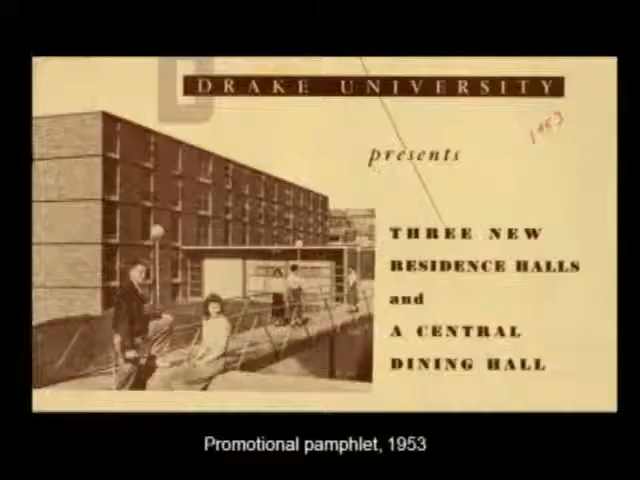 DRAKE UNIVERSITY
1953
presents
THREE NEW
RESIDENCE HALLS
and
A CENTRAL
DINING HALL
Promotional pamphlet, 1953